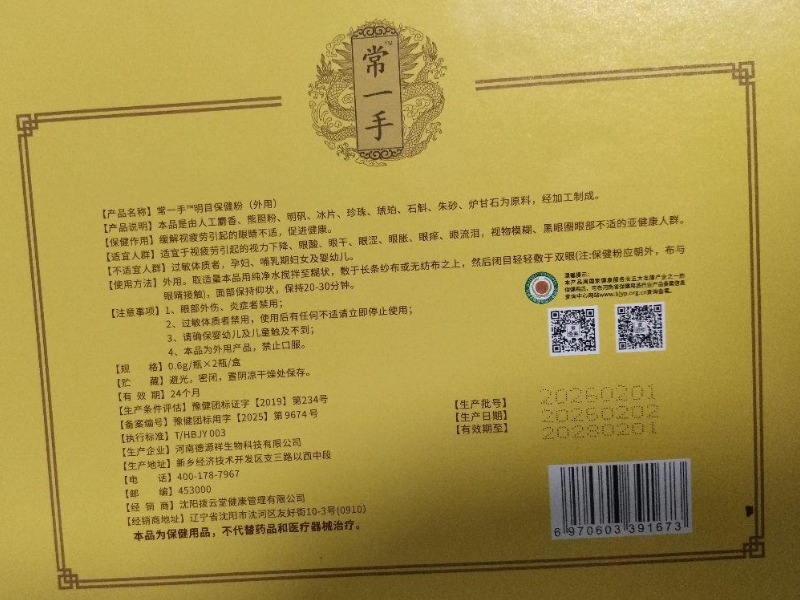 常一手
TM
【产品名称】常一手™明目保健粉（外用）
【产品说明】本品是由人工麝香、熊胆粉、明矾、冰片、珍珠、琥珀、石斛、朱砂、炉甘石为原料，经加工制成。
【保健作用】缓解视疲劳引起的眼睛不适，促进健康。
【适宜人群】适宜于视疲劳引起的视力下降、眼酸、眼干、眼涩、眼胀、眼痒、眼流泪，视物模糊、黑眼圈眼部不适的亚健康人群。
【不适宜人群】过敏体质者，孕妇、哺乳期妇女及婴幼儿。
【使用方法】外用。取适量本品用纯净水搅拌至糊状，敷于长条纱布或无纺布之上，然后闭目轻轻敷于双眼(注:保健粉应朝外，布与
眼睛接触)，面部保持仰状，保持20-30分钟。
【注意事项】1、眼部外伤、炎症者禁用；
2、过敏体质者禁用，使用后有任何不适请立即停止使用；
3、请确保婴幼儿及儿童触及不到；
4、本品为外用产品，禁止口服。
【规 格】0.6g/瓶×2瓶/盒
【贮 藏】避光，密闭，置阴凉干燥处保存。
【有 效 期】24个月
【生产条件评估】豫健团标证字【2019】第234号
【备案编号】豫健团标用字【2025】第 9674 号
【执行标准】T/HBJY 003
【生产企业】河南德源祥生物科技有限公司
【生产地址】新乡经济技术开发区支三路以西中段
【电 话】400-178-7967
【邮 编】453000
【经 销 商】沈阳拨云堂健康管理有限公司
【经销商地址】辽宁省沈阳市沈河区友好街10-3号(0910)
本品为保健用品，不代替药品和医疗器械治疗。
温馨提示:
【生产批号】20260201
【生产日期】20260202
【有效期至】20280201
6 970603 391673